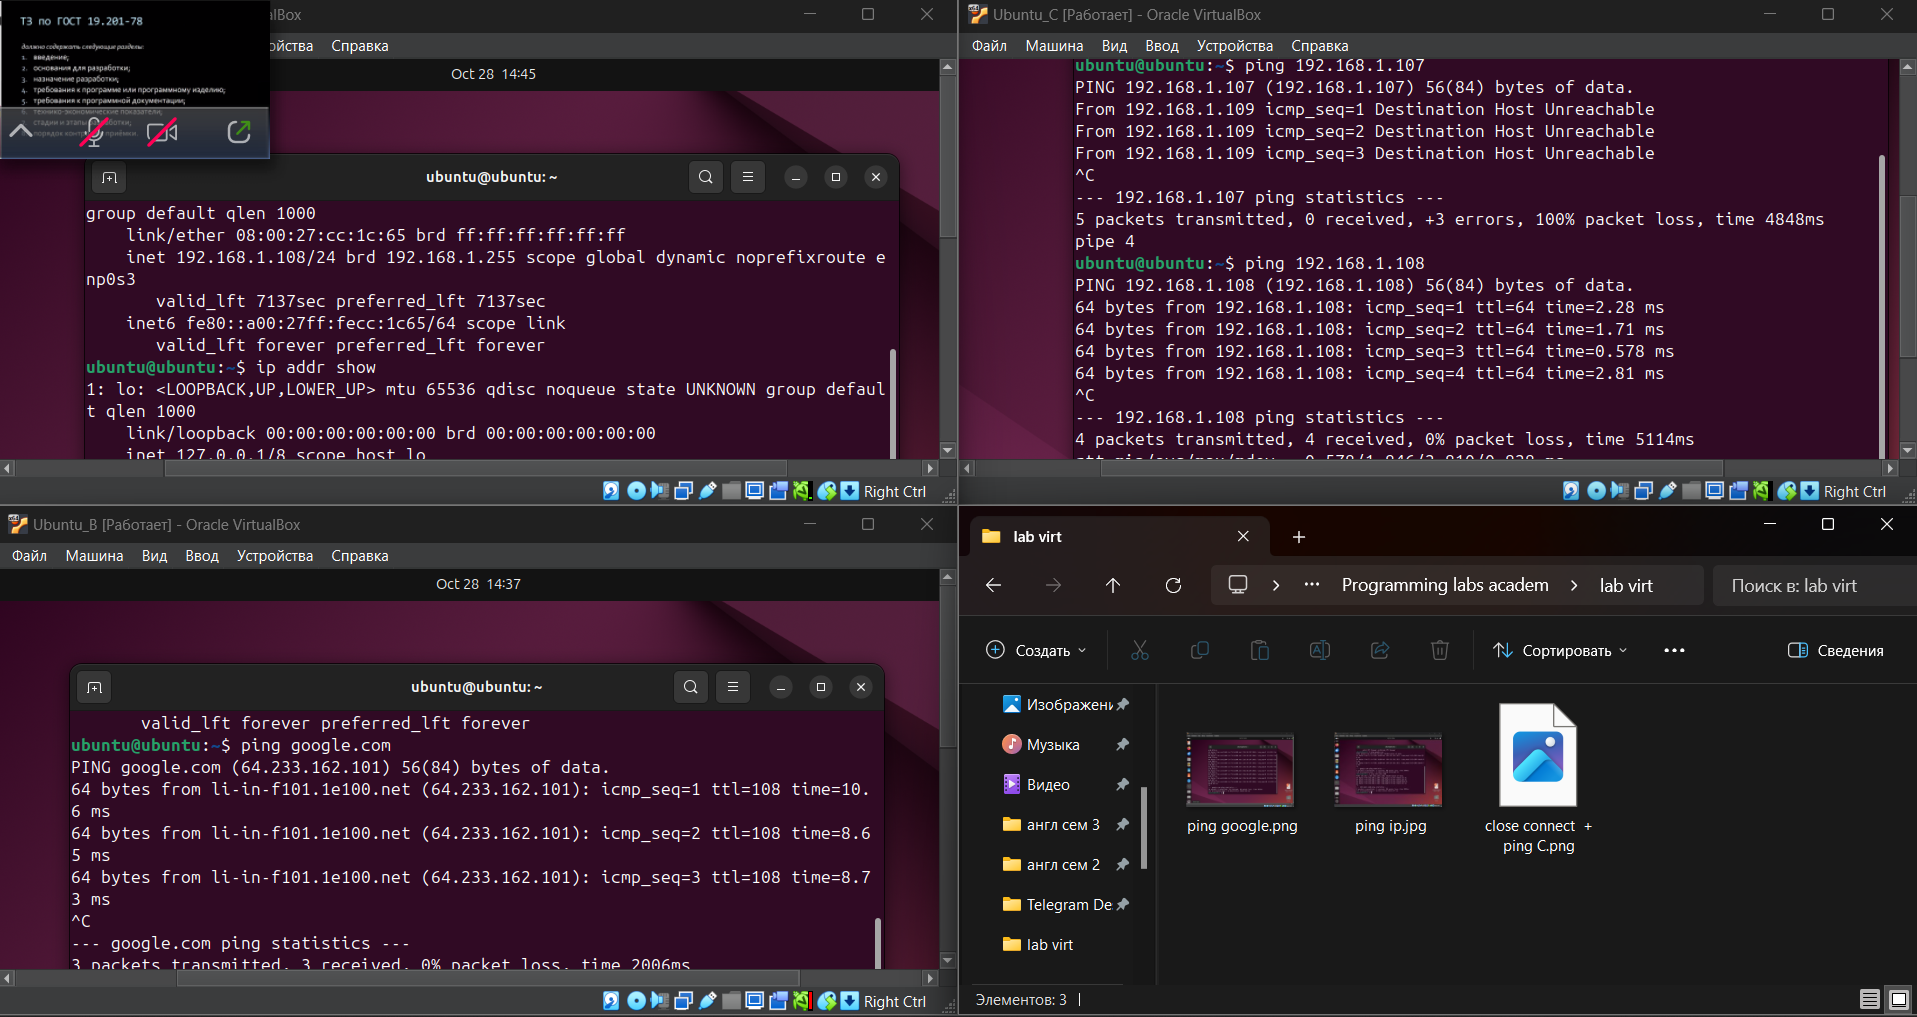 ТЗ по ГОСТ 19.201-78
должно содержать следующие разделы:
1. введение;
2. основания для разработки;
3. назначение разработки;
4. требования к программе или программному изделию;
5. требования к программной документации;
6. технико-экономические показатели;
7. стадии и этапы разработки;
alBox
ойства Справка
Oct 28 14:45
ubuntu@ubuntu: ~
group default qlen 1000
link/ether 08:00:27:cc:1c:65 brd ff:ff:ff:ff:ff:ff
inet 192.168.1.108/24 brd 192.168.1.255 scope global dynamic noprefixroute e
np0s3
valid_lft 7137sec preferred_lft 7137sec
inet6 fe80::a00:27ff:fecc:1c65/64 scope link
valid_lft forever preferred_lft forever
ubuntu@ubuntu:~$ ip addr show
1: lo: <LOOPBACK,UP,LOWER_UP> mtu 65536 qdisc noqueue state UNKNOWN group defaul
t qlen 1000
link/loopback 00:00:00:00:00:00 brd 00:00:00:00:00:00
inet 127.0.0.1/8 scope host lo
Right Ctrl
Ubuntu_C [Работает] - Oracle VirtualBox
Файл Машина Вид Ввод Устройства Справка
ubuntu@ubuntu:~$ ping 192.168.1.107
PING 192.168.1.107 (192.168.1.107) 56(84) bytes of data.
From 192.168.1.109 icmp_seq=1 Destination Host Unreachable
From 192.168.1.109 icmp_seq=2 Destination Host Unreachable
From 192.168.1.109 icmp_seq=3 Destination Host Unreachable
^C
--- 192.168.1.107 ping statistics ---
5 packets transmitted, 0 received, +3 errors, 100% packet loss, time 4848ms
pipe 4
ubuntu@ubuntu:~$ ping 192.168.1.108
PING 192.168.1.108 (192.168.1.108) 56(84) bytes of data.
64 bytes from 192.168.1.108: icmp_seq=1 ttl=64 time=2.28 ms
64 bytes from 192.168.1.108: icmp_seq=2 ttl=64 time=1.71 ms
64 bytes from 192.168.1.108: icmp_seq=3 ttl=64 time=0.578 ms
64 bytes from 192.168.1.108: icmp_seq=4 ttl=64 time=2.81 ms
^C
--- 192.168.1.108 ping statistics ---
4 packets transmitted, 4 received, 0% packet loss, time 5114ms
Right Ctrl
Ubuntu_B [Работает] - Oracle VirtualBox
Файл Машина Вид Ввод Устройства Справка
Oct 28 14:37
ubuntu@ubuntu: ~
valid_lft forever preferred_lft forever
ubuntu@ubuntu:~$ ping google.com
PING google.com (64.233.162.101) 56(84) bytes of data.
64 bytes from li-in-f101.1e100.net (64.233.162.101): icmp_seq=1 ttl=108 time=10.
6 ms
64 bytes from li-in-f101.1e100.net (64.233.162.101): icmp_seq=2 ttl=108 time=8.6
5 ms
64 bytes from li-in-f101.1e100.net (64.233.162.101): icmp_seq=3 ttl=108 time=8.7
3 ms
^C
--- google.com ping statistics ---
3 packets transmitted, 3 received, 0% packet loss, time 2006ms
Right Ctrl
lab virt
Programming labs academ lab virt
Поиск в: lab virt
Создать
Сортировать
Сведения
Изображени
Музыка
Видео
англ сем 3
англ сем 2
Telegram De
lab virt
ping google.png
ping ip.jpg
close connect +
ping C.png
Элементов: 3